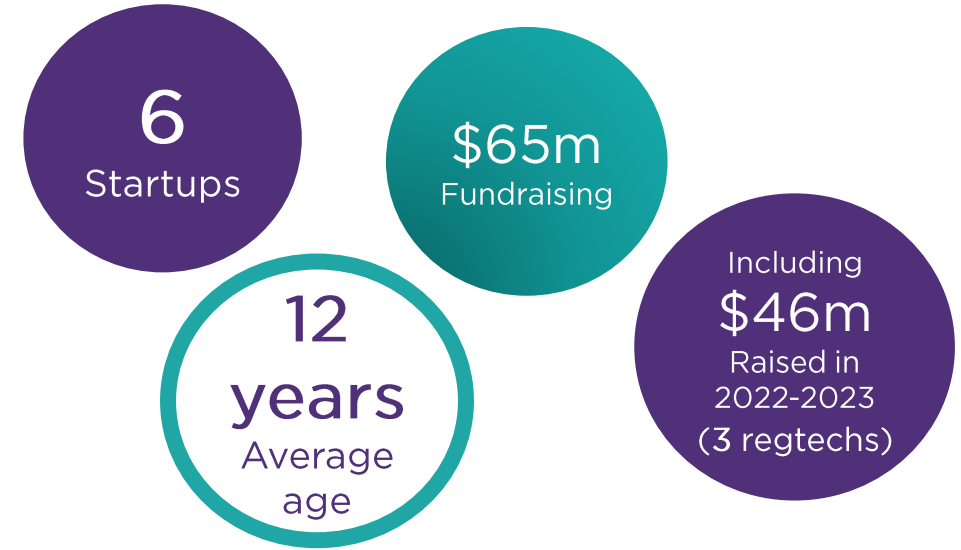 6
Startups
$65m
Fundraising
12
years
Average
age
Including
$46m
Raised in
2022-2023
(3 regtechs)